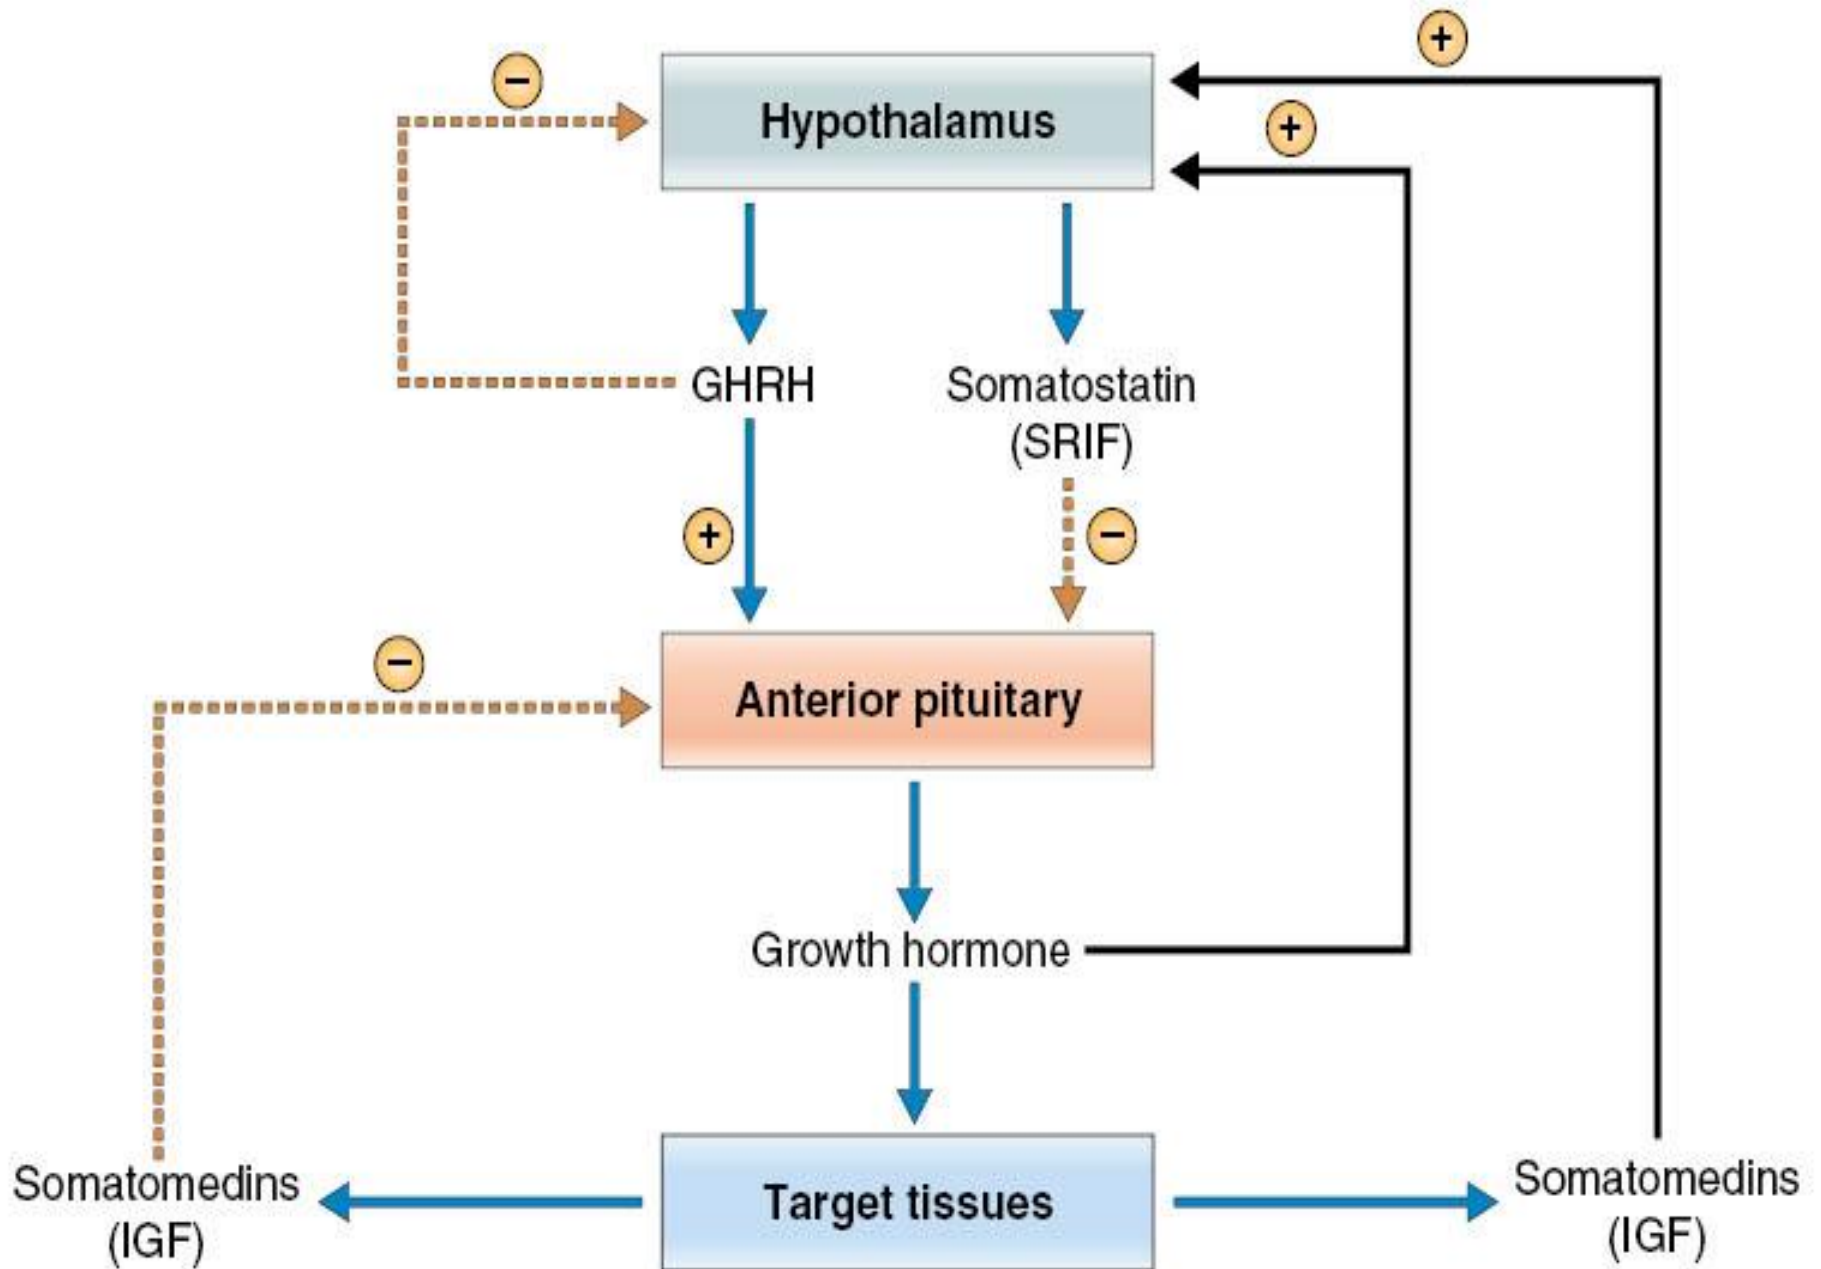 +
−
Hypothalamus
+
GHRH
Somatostatin
(SRIF)
+
−
−
Anterior pituitary
Growth hormone
Somatomedins
(IGF)
Target tissues
Somatomedins
(IGF)